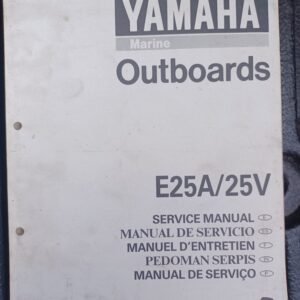 YAMAHA
Marine
Outboards
E25A/25V
SERVICE MANUAL
MANUAL DE SERVICIO
MANUEL D'ENTRETIEN
PEDOMAN SERPIS
MANUAL DE SERVIÇO